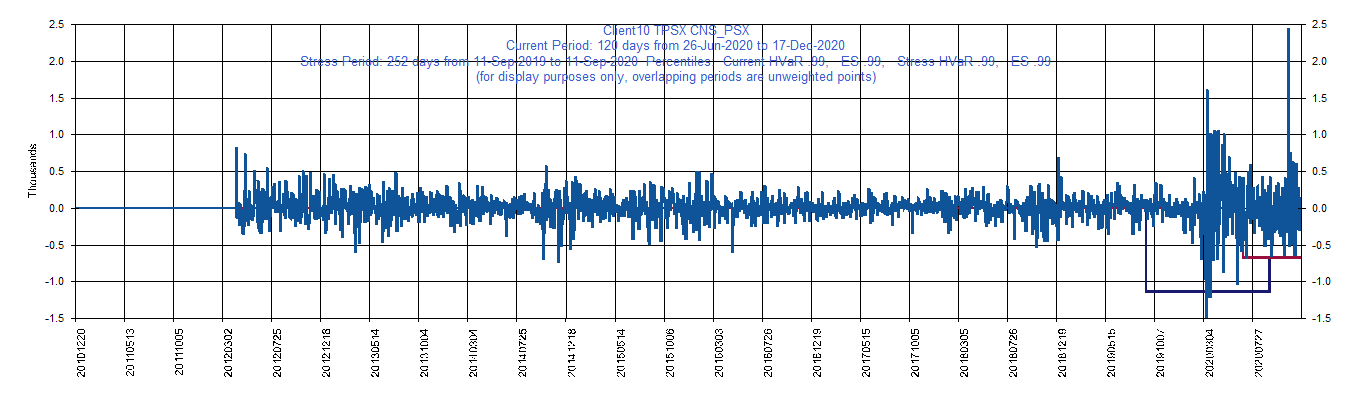 Client10 TPSX CNS_PSX
Current Period: 120 days from 26-Jun-2020 to 17-Dec-2020
Stress Period: 252 days from 11-Sep-2019 to 11-Sep-2020 Percentiles: Current HVaR .99, ES .99, Stress HVaR .99, ES .99
(for display purposes only, overlapping periods are unweighted points)
2.5 2.5
2.0 2.0
1.5 1.5
1.0 1.0
0.5 0.5
Thousands
0.0 0.0
-0.5 -0.5
-1.0 -1.0
-1.5 -1.5
20101220 20110513 20111005 20120302 20120725 20121218 20130514 20131004 20140301 20140725 20141218 20150514 20151006 20160303 20160726 20161219 20170515 20171005 20180305 20180726 20181219 20190515 20191007 20200304 20200727